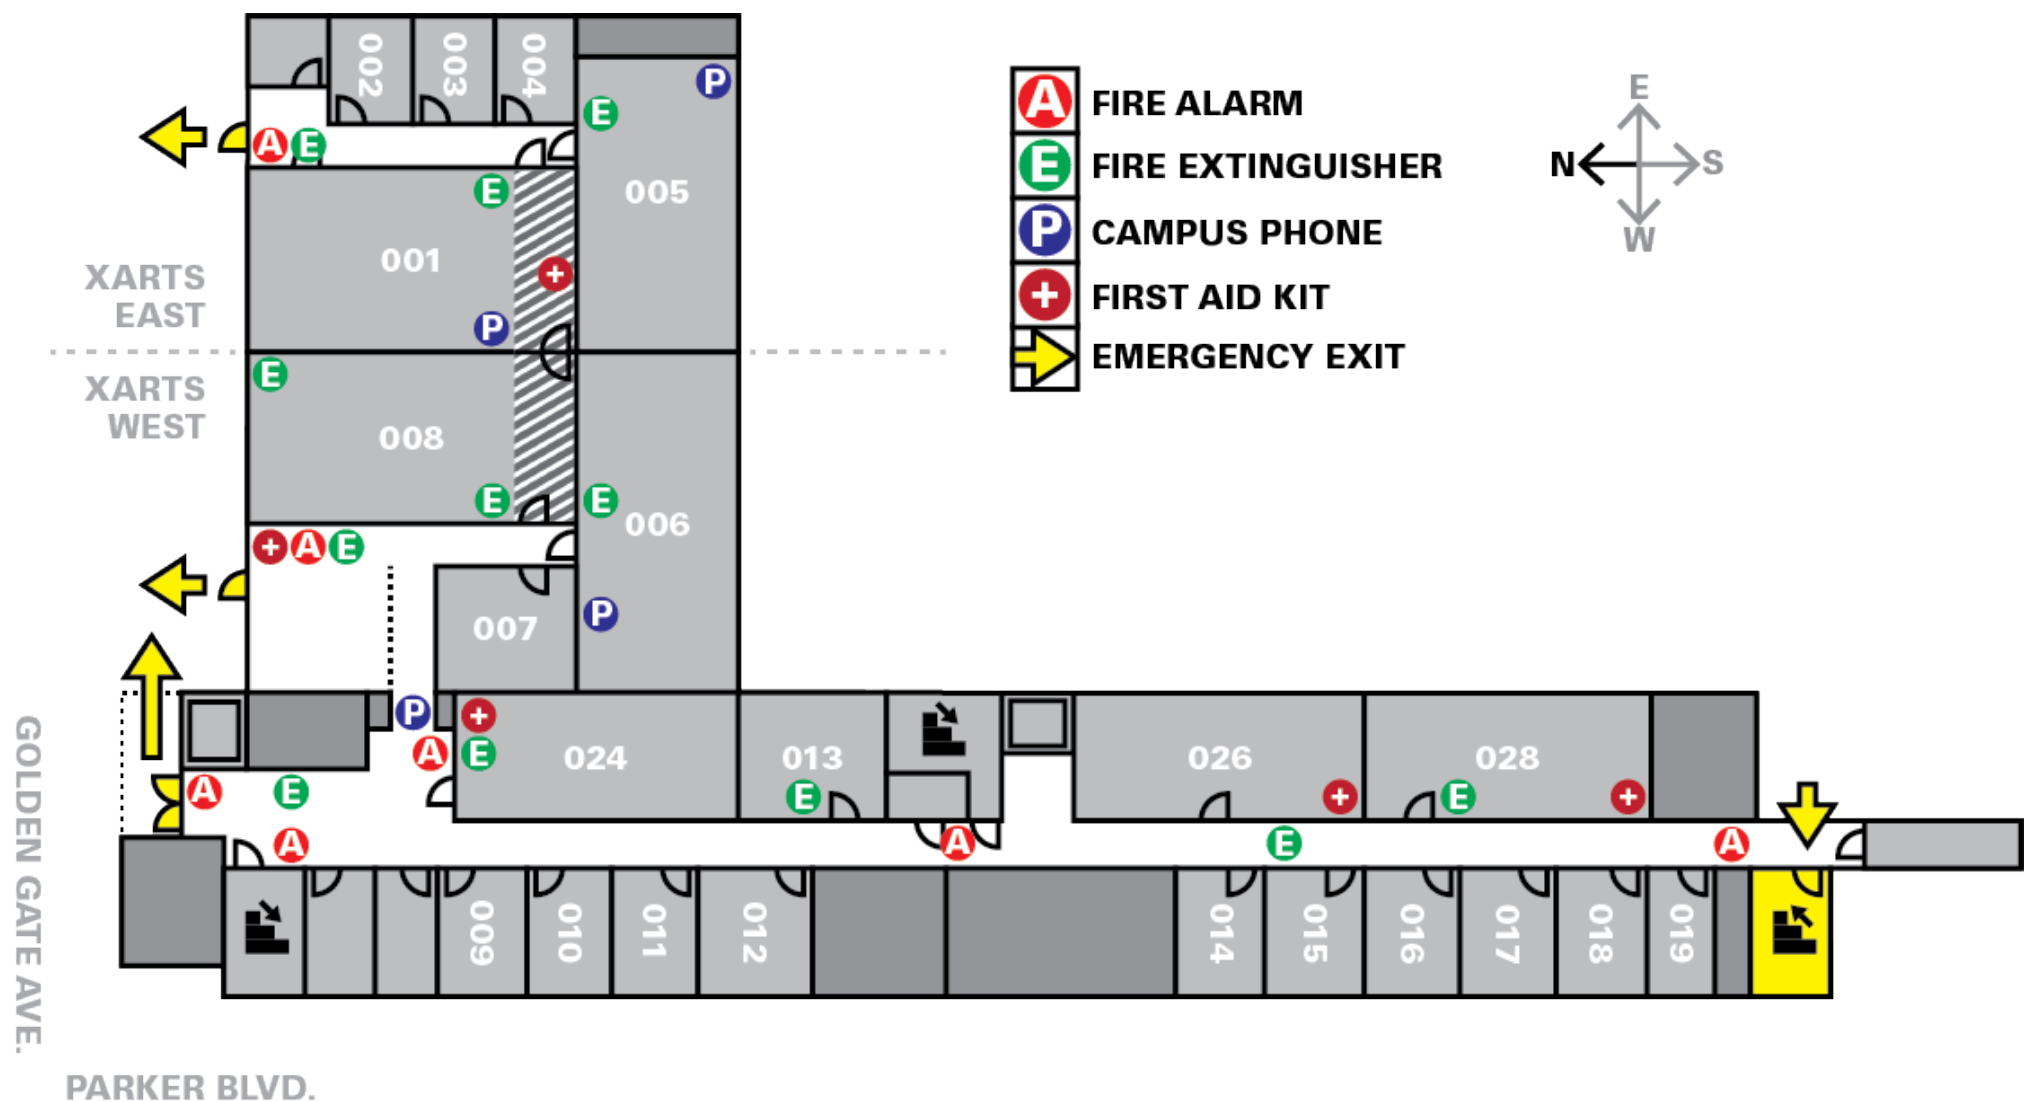 002
003
004
P
E
A
E
005
E
001
+
P
XARTS
EAST
XARTS
WEST
E
008
E
E
006
+
A
E
007
P
A
FIRE ALARM
E
FIRE EXTINGUISHER
P
CAMPUS PHONE
+
FIRST AID KIT
EMERGENCY EXIT
E
N
S
W
P
+
A
E
024
013
026
028
A
E
E
+
E
+
A
A
E
A
009
010
011
012
014
015
016
017
018
019
GOLDEN GATE AVE.
PARKER BLVD.